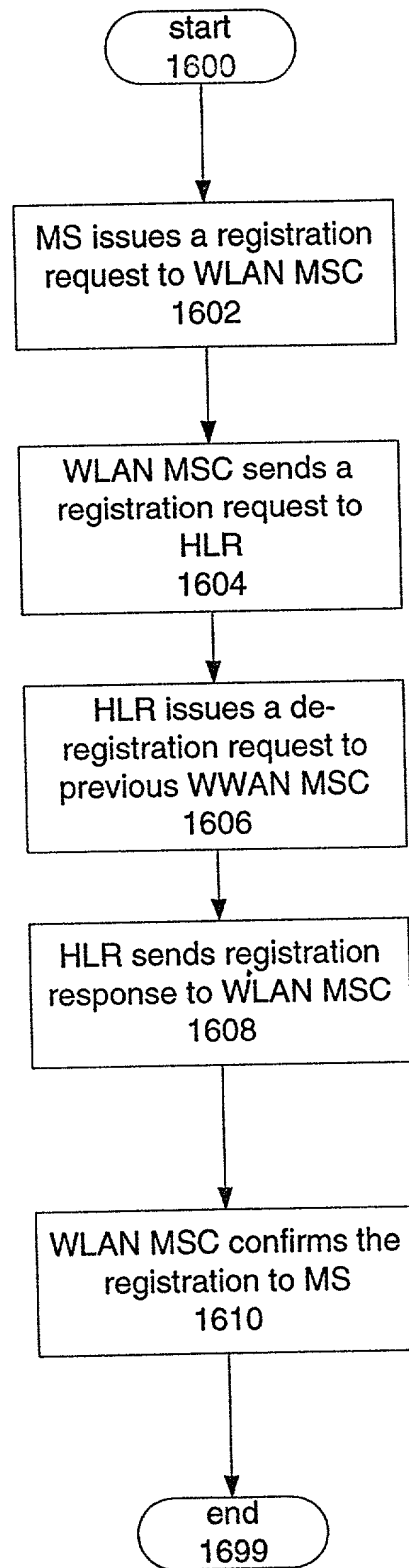 start
1600
MS issues a registration
request to WLAN MSC
1602
WLAN MSC sends a
registration request to
HLR
1604
HLR issues a de-
registration request to
previous WWAN MSC
1606
HLR sends registration
response to WLAN MSC
1608
WLAN MSC confirms the
registration to MS
1610
end
1699